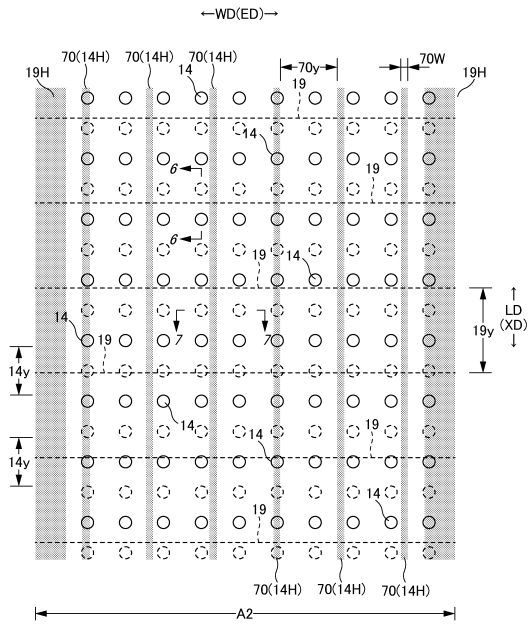 ←WD(ED)→
70(14H) 70(14H) 70(14H) 70y 70W
19H 14 19 19H
14
6 19
6
19 14
14 19 7 7 19y LD (XD)
14y
14
14 19
14y
19 14
70(14H) 70(14H) 70(14H)
A2